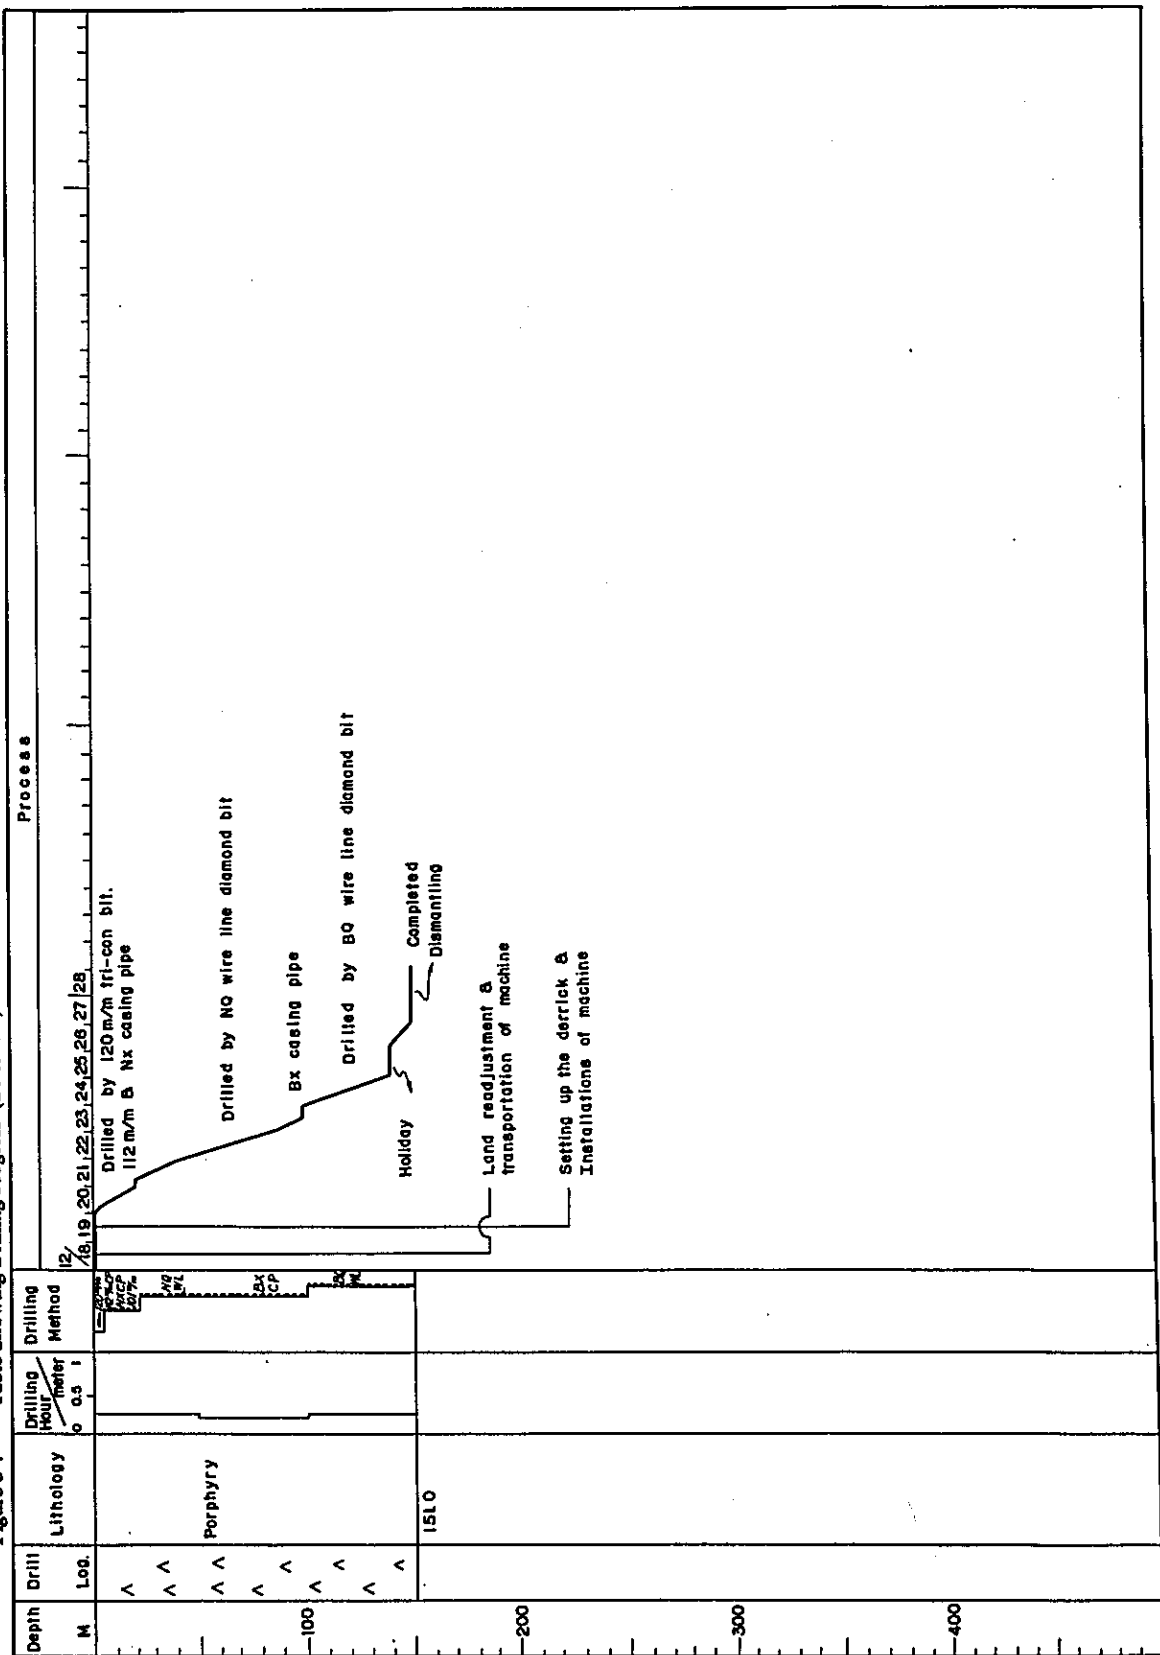 Process
Depth
M
Drill
Log.
Lithology
Drilling
Hour
meter
0 0.5 1
Drilling
Method
12/
18 19 20 21 22 23 24 25 26 27 28
Drilled by 120 m/m tri-con bit.
112 m/m & Nx casing pipe
Drilled by NQ wire line diamond bit
Bx casing pipe
Drilled by BQ wire line diamond bit
Holiday
Completed
Dismantling
Land readjustment &
transportation of machine
Setting up the derrick &
Installations of machine
NXCP
NQ
WL
BX
CP
BQ
WL
Porphyry
151.0
100
200
300
400